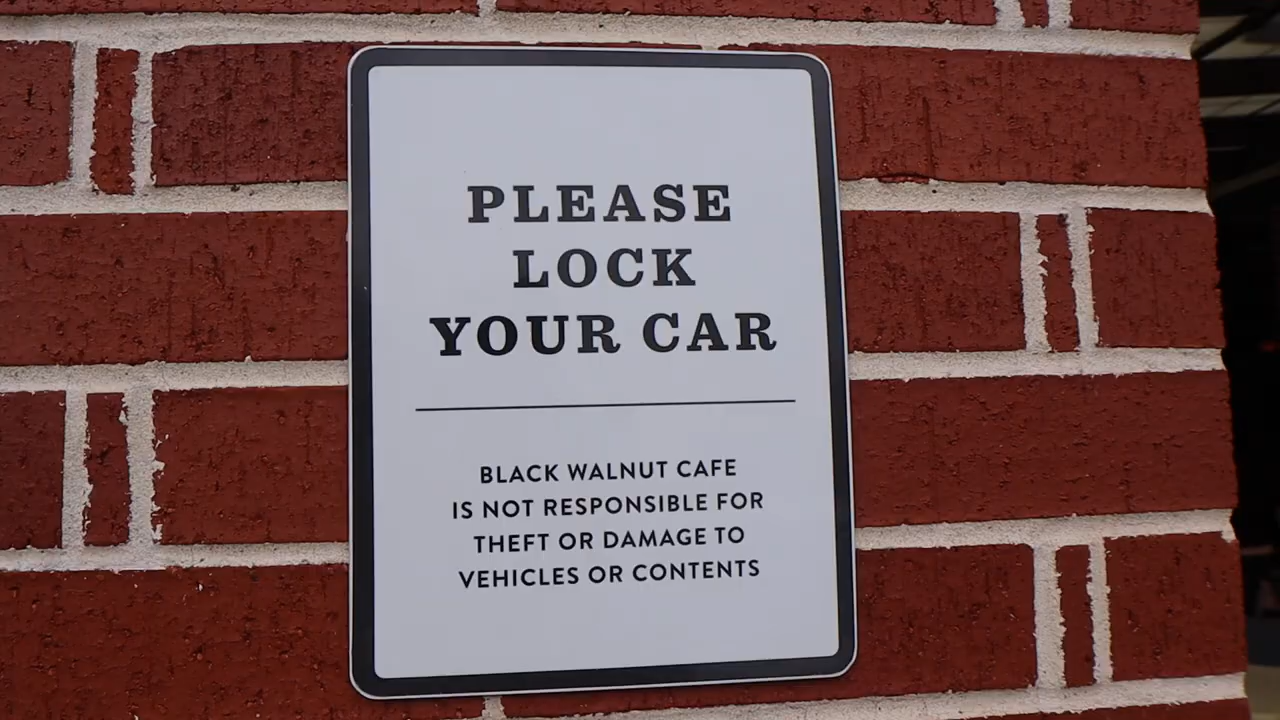 PLEASE
LOCK
YOUR CAR
BLACK WALNUT CAFE
IS NOT RESPONSIBLE FOR
THEFT OR DAMAGE TO
VEHICLES OR CONTENTS